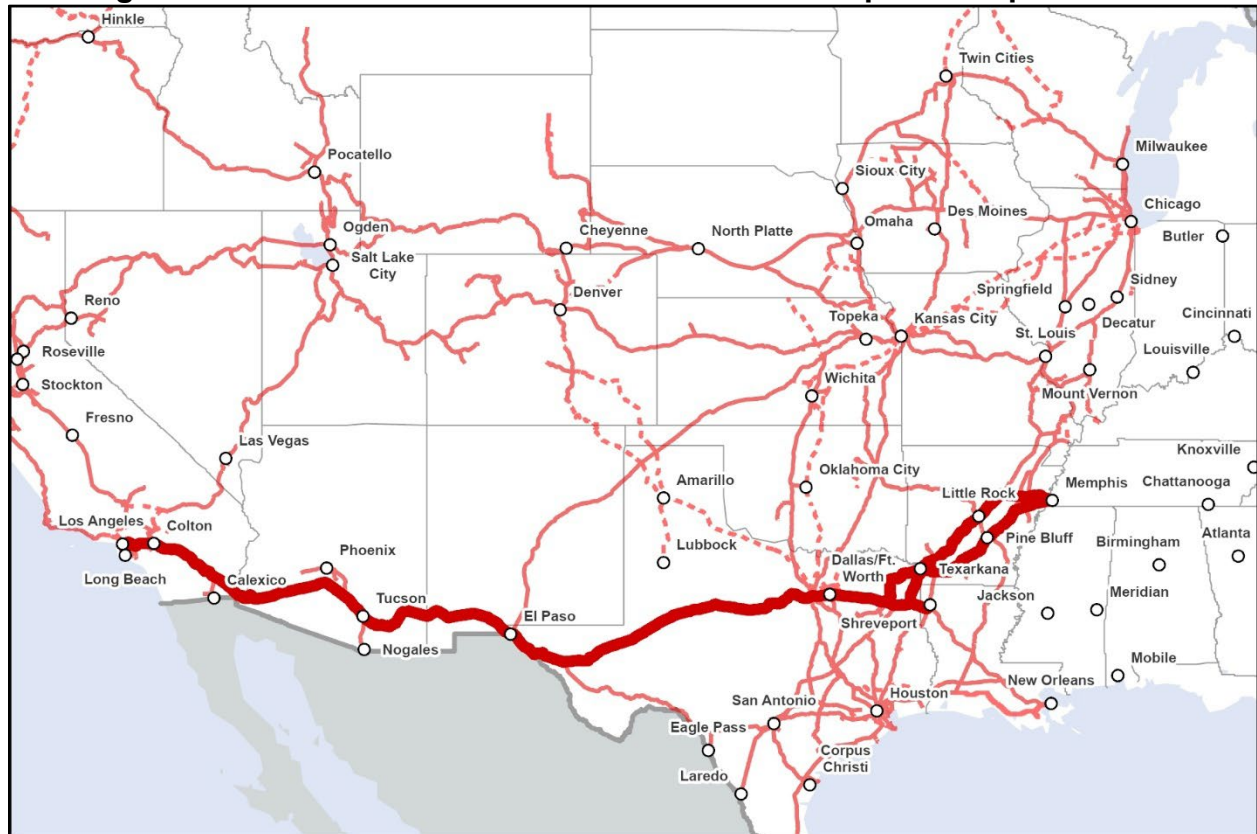 Hinkle
Twin Cities
Pocatello
Milwaukee
Sioux City
Chicago
Ogden
Cheyenne
North Platte
Omaha
Des Moines
Butler
Salt Lake
City
Springfield
Sidney
Reno
Denver
Topeka
Kansas City
St. Louis
Decatur
Cincinnati
Roseville
Louisville
Stockton
Wichita
Mount Vernon
Fresno
Las Vegas
Knoxville
Oklahoma City
Amarillo
Little Rock
Memphis
Chattanooga
Los Angeles
Colton
Pine Bluff
Birmingham
Atlanta
Phoenix
Lubbock
Dallas/Ft.
Worth
Texarkana
Long Beach
Calexico
Tucson
El Paso
Shreveport
Jackson
Meridian
Nogales
Mobile
New Orleans
San Antonio
Houston
Eagle Pass
Corpus
Christi
Laredo